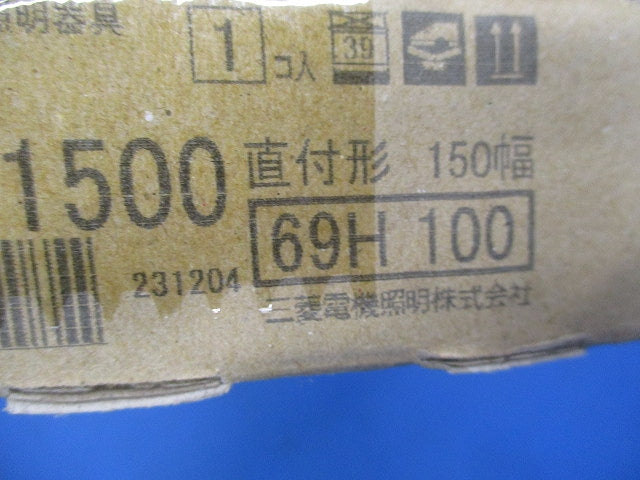 明器具
1 コ入 39
1500 直付形 150幅
69H 100
231204
三菱電機照明株式会社